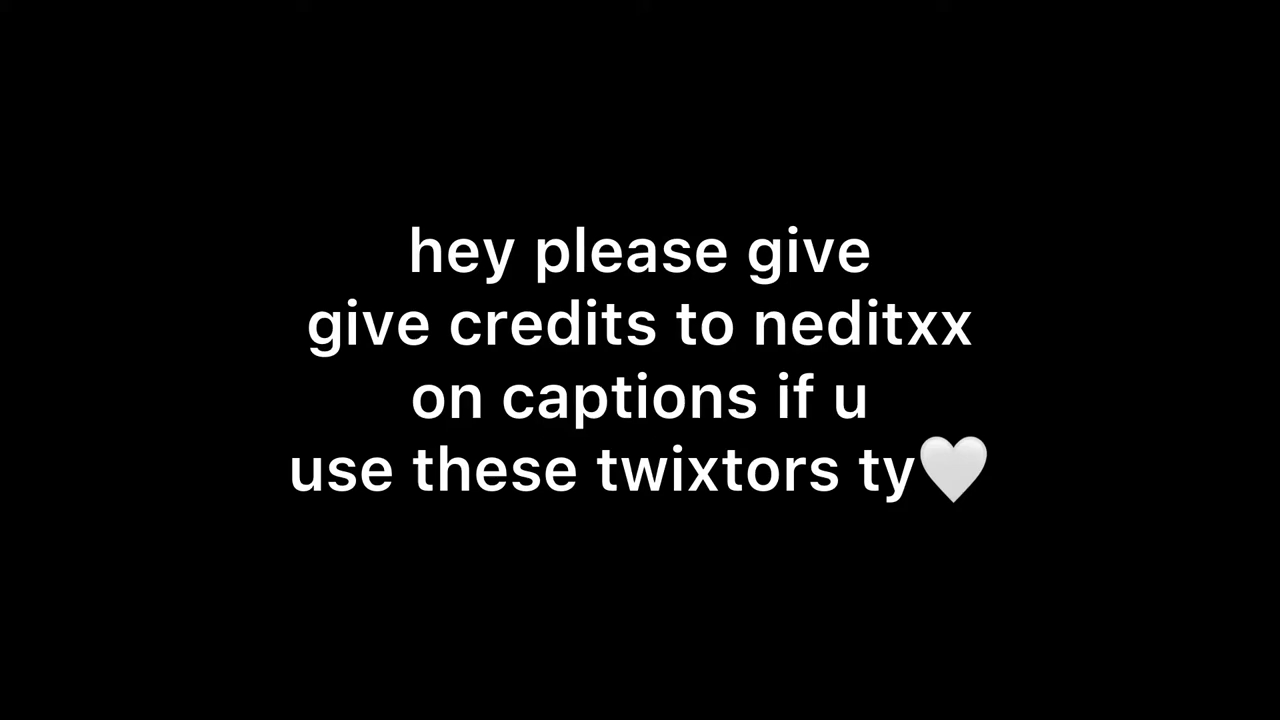 hey please give
give credits to neditxx
on captions if u
use these twixtors ty🤍